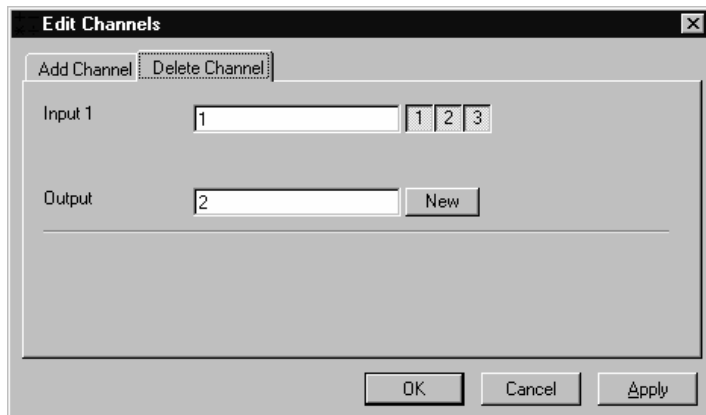 Edit Channels
Add Channel Delete Channel
Input 1 1 1 2 3
Output 2 New
OK Cancel Apply